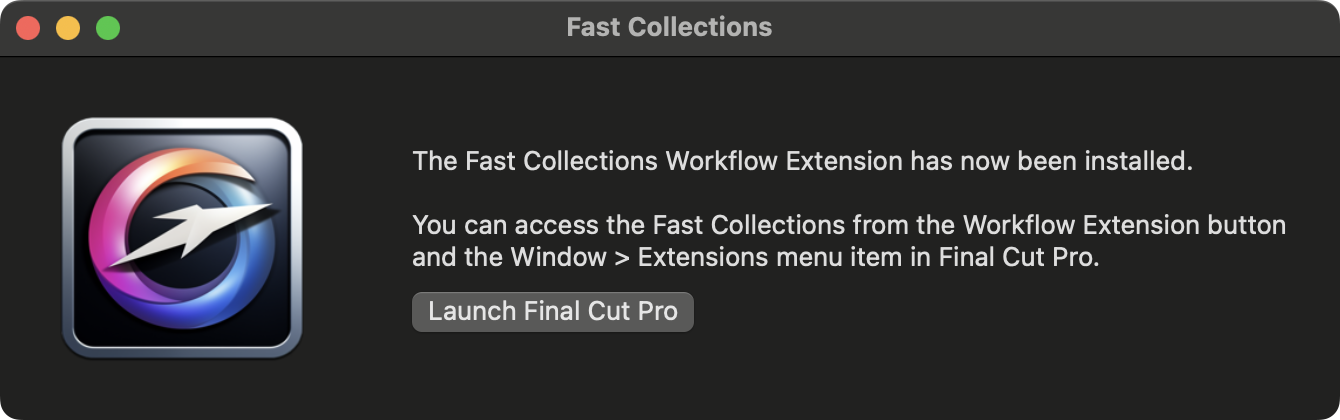 Fast Collections
The Fast Collections Workflow Extension has now been installed.
You can access the Fast Collections from the Workflow Extension button
and the Window > Extensions menu item in Final Cut Pro.
Launch Final Cut Pro